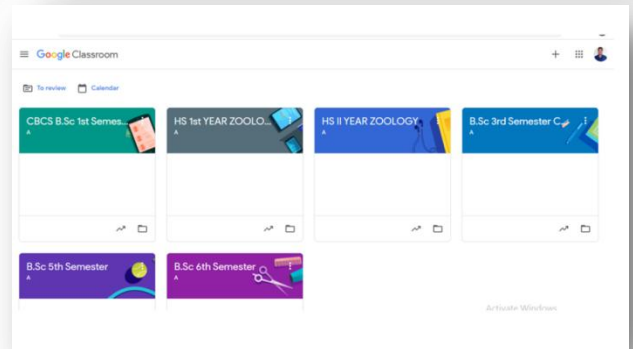 Google Classroom
To review
Calendar
CBCS B.Sc 1st Semes...
A
HS 1st YEAR ZOOLO...
A
HS II YEAR ZOOLOGY
A
B.Sc 3rd Semester C
A
B.Sc 5th Semester
A
B.Sc 6th Semester
A
Activate Windows